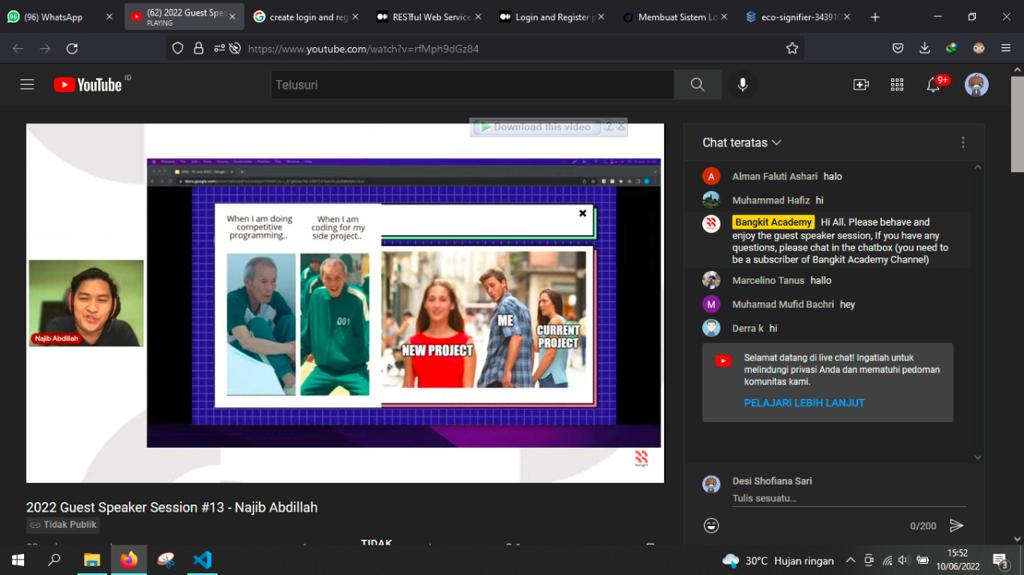 (96) WhatsApp
(62) 2022 Guest Spe
PLAYING
create login and reg
RESTful Web Service
Login and Register p
Membuat Sistem Lo
eco-signifier-34391
https://www.youtube.com/watch?v=rfMph9dGz84
YouTube ID
Telusuri
9+
Download this video
When I am doing
competitive
programming..
When I am
coding for my
side project..
001
NEW PROJECT
ME
CURRENT
PROJECT
Najib Abdillah
bangkit
2022 Guest Speaker Session #13 - Najib Abdillah
Tidak Publik
TIDAK
Chat teratas
A Alman Faluti Ashari halo
Muhammad Hafiz hi
Bangkit Academy Hi All. Please behave and
enjoy the guest speaker session, If you have any
questions, please chat in the chatbox (you need to
be a subscriber of Bangkit Academy Channel)
Marcelino Tanus hallo
M Muhamad Mufid Bachri hey
Derra k hi
Selamat datang di live chat! Ingatlah untuk
melindungi privasi Anda dan mematuhi pedoman
komunitas kami.
PELAJARI LEBIH LANJUT
Desi Shofiana Sari
Tulis sesuatu...
0/200
30°C Hujan ringan
15:52
10/06/2022
3